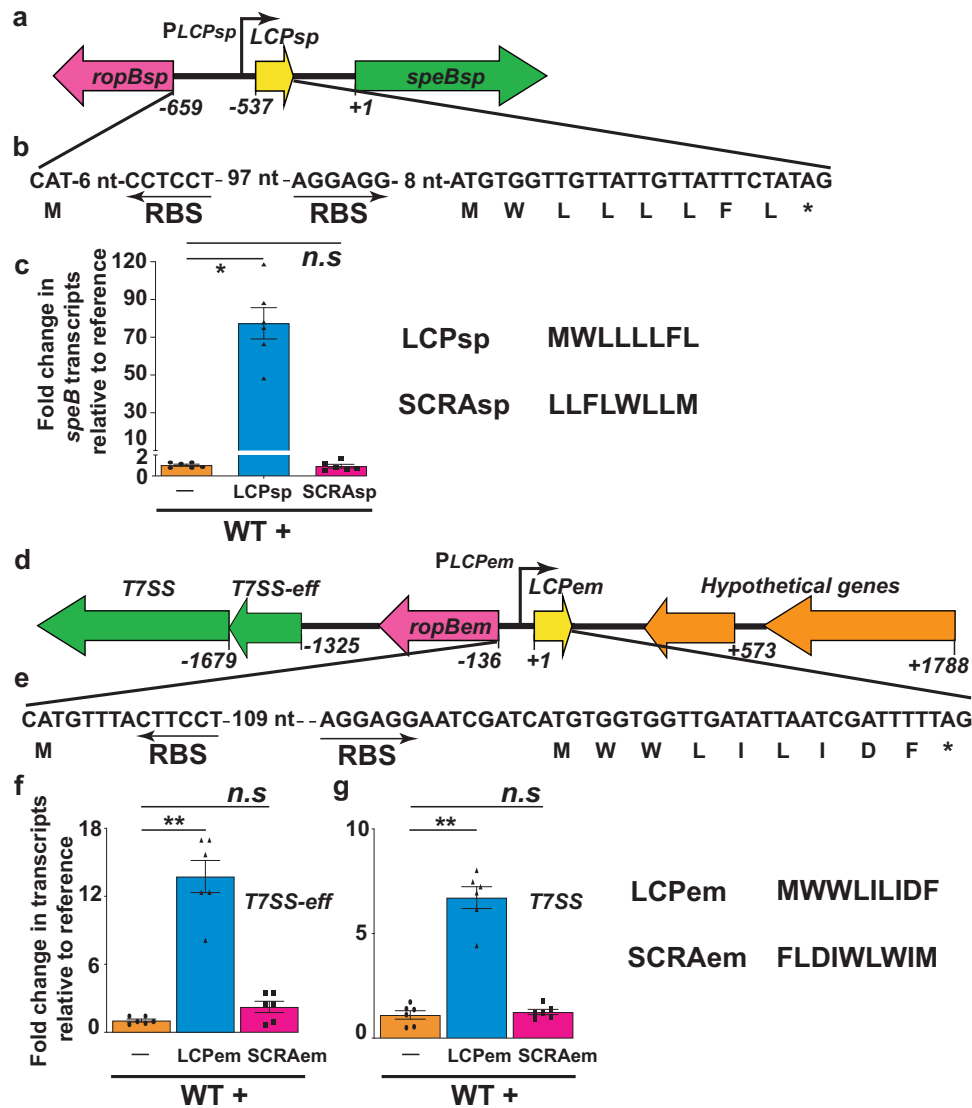 a
PLCPsp LCPsp
ropBsp speBsp
-659 -537 +1
b
CAT-6 nt-CCTCCT- 97 nt -AGGAGG- 8 nt-ATGTGGTTGTTATTGTTATTTCTATAG
M RBS RBS M W L L L L F L *
c
Fold change in
speB transcripts
relative to reference
120
90
70
50
30
10
2
0
* n.s
— LCPsp SCRAsp
WT +
LCPsp MWLLLLFL
SCRAsp LLFLWLLM
d
T7SS T7SS-eff PLCPem LCPem Hypothetical genes
ropBem
-1679 -1325 -136 +1 +573 +1788
e
CATGTTTACTTCCT-109 nt--AGGAGGAATCGATCATGTGGTGGTTGATATTAATCGATTTTTAG
M RBS RBS M W W L I L I D F *
f
Fold change in transcripts
relative to reference
18
12
6
0
** n.s
T7SS-eff
— LCPem SCRAem
WT +
g
10
5
0
** n.s
T7SS
— LCPem SCRAem
WT +
LCPem MWWLILIDF
SCRAem FLDIWLWIM